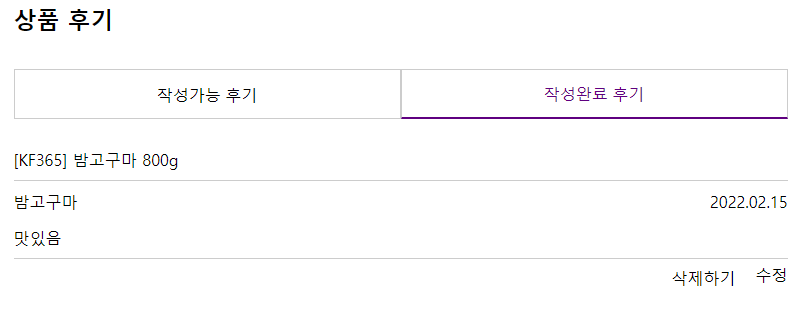 상품 후기
작성가능 후기 작성완료 후기
[KF365] 밤고구마 800g
밤고구마 2022.02.15
맛있음
삭제하기 수정